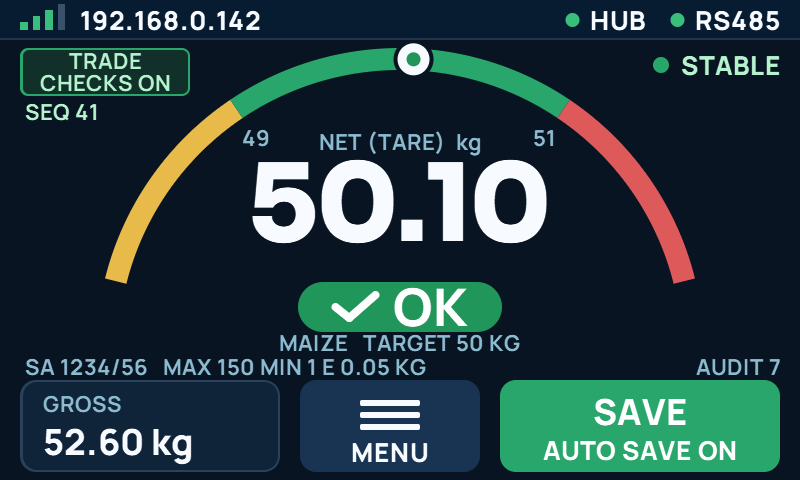 192.168.0.142
HUB
RS485
TRADE
CHECKS ON
STABLE
SEQ 41
49
NET (TARE) kg
51
50.10
OK
MAIZE TARGET 50 KG
SA 1234/56 MAX 150 MIN 1 E 0.05 KG
AUDIT 7
GROSS
52.60 kg
MENU
SAVE
AUTO SAVE ON